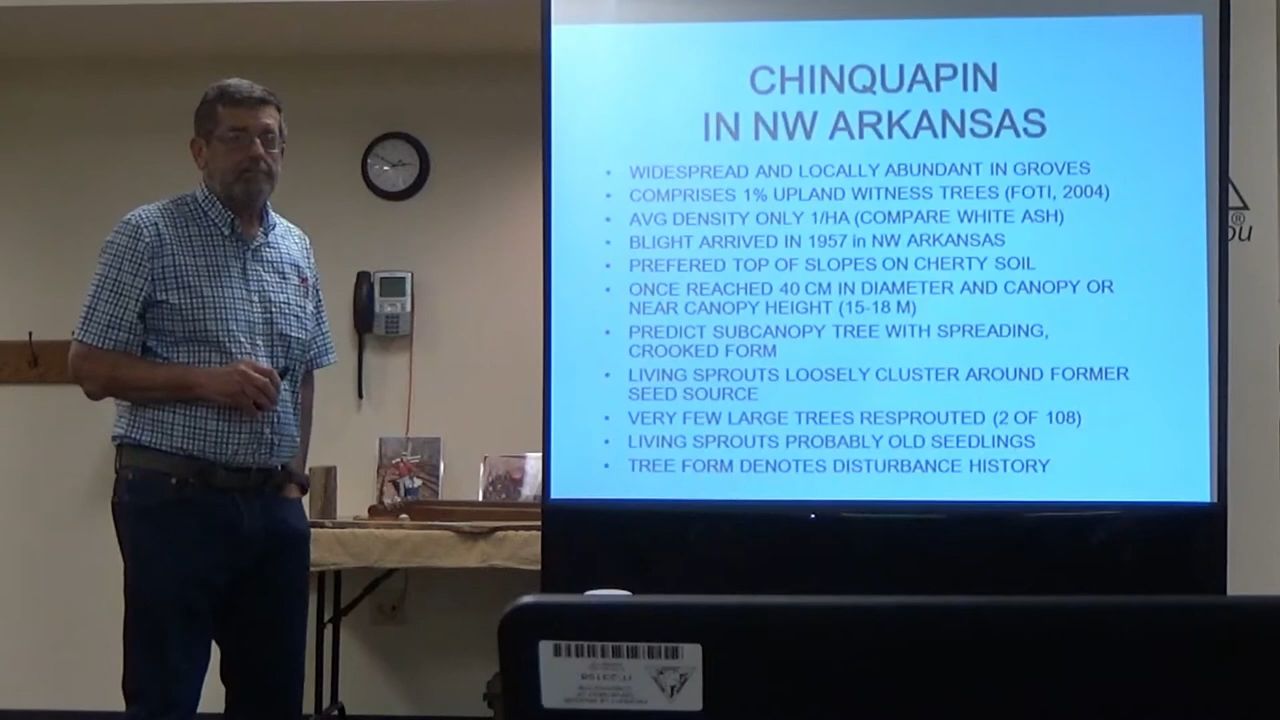 CHINQUAPIN
IN NW ARKANSAS
• WIDESPREAD AND LOCALLY ABUNDANT IN GROVES
• COMPRISES 1% UPLAND WITNESS TREES (FOTI, 2004)
• AVG DENSITY ONLY 1/HA (COMPARE WHITE ASH)
• BLIGHT ARRIVED IN 1957 in NW ARKANSAS
• PREFERED TOP OF SLOPES ON CHERTY SOIL
• ONCE REACHED 40 CM IN DIAMETER AND CANOPY OR
NEAR CANOPY HEIGHT (15-18 M)
• PREDICT SUBCANOPY TREE WITH SPREADING,
CROOKED FORM
• LIVING SPROUTS LOOSELY CLUSTER AROUND FORMER
SEED SOURCE
• VERY FEW LARGE TREES RESPROUTED (2 OF 108)
• LIVING SPROUTS PROBABLY OLD SEEDLINGS
• TREE FORM DENOTES DISTURBANCE HISTORY
®